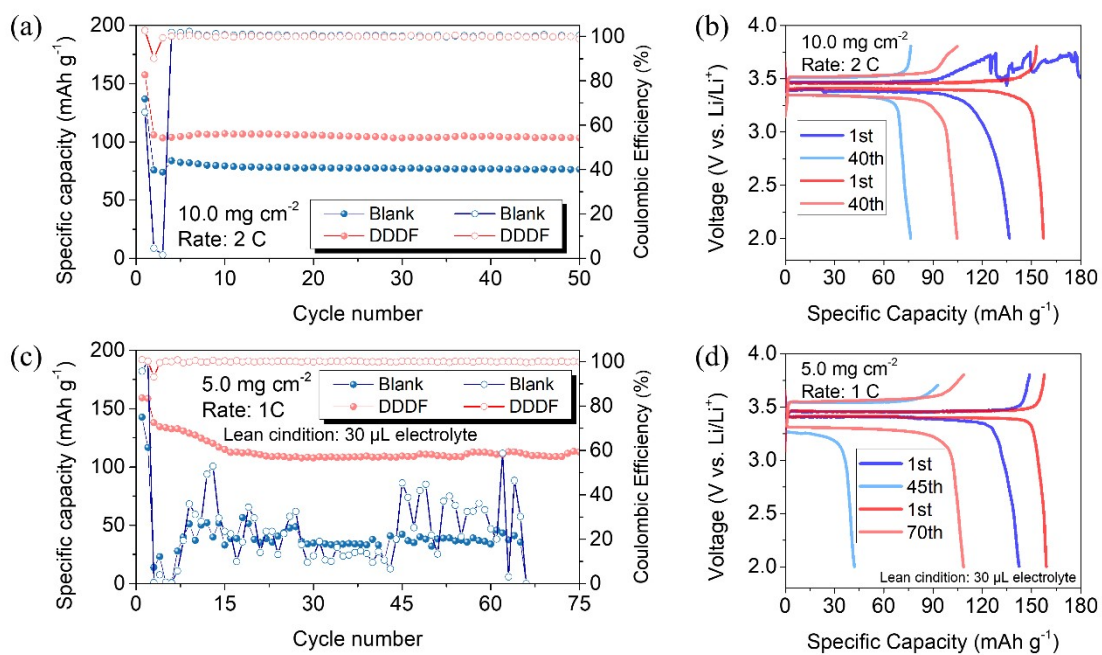 (a)
200
150
100
50
0
Specific capacity (mAh g⁻¹)
10.0 mg cm⁻²
Rate: 2 C
Blank
DDDF
Blank
DDDF
100
80
60
40
20
0
Coulombic Efficiency (%)
1
10
20
30
40
50
Cycle number
(b)
4.0
3.5
3.0
2.5
2.0
Voltage (V vs. Li/Li⁺)
10.0 mg cm⁻²
Rate: 2 C
1st
40th
1st
40th
0
30
60
90
120
150
180
Specific Capacity (mAh g⁻¹)
(c)
200
150
100
50
0
Specific capacity (mAh g⁻¹)
5.0 mg cm⁻²
Rate: 1C
Blank
DDDF
Blank
DDDF
Lean cindition: 30 µL electrolyte
100
80
60
40
20
0
Coulombic Efficiency (%)
0
15
30
45
60
75
Cycle number
(d)
4.0
3.5
3.0
2.5
2.0
Voltage (V vs. Li/Li⁺)
5.0 mg cm⁻²
Rate: 1 C
1st
45th
1st
70th
Lean cindition: 30 µL electrolyte
0
30
60
90
120
150
180
Specific Capacity (mAh g⁻¹)